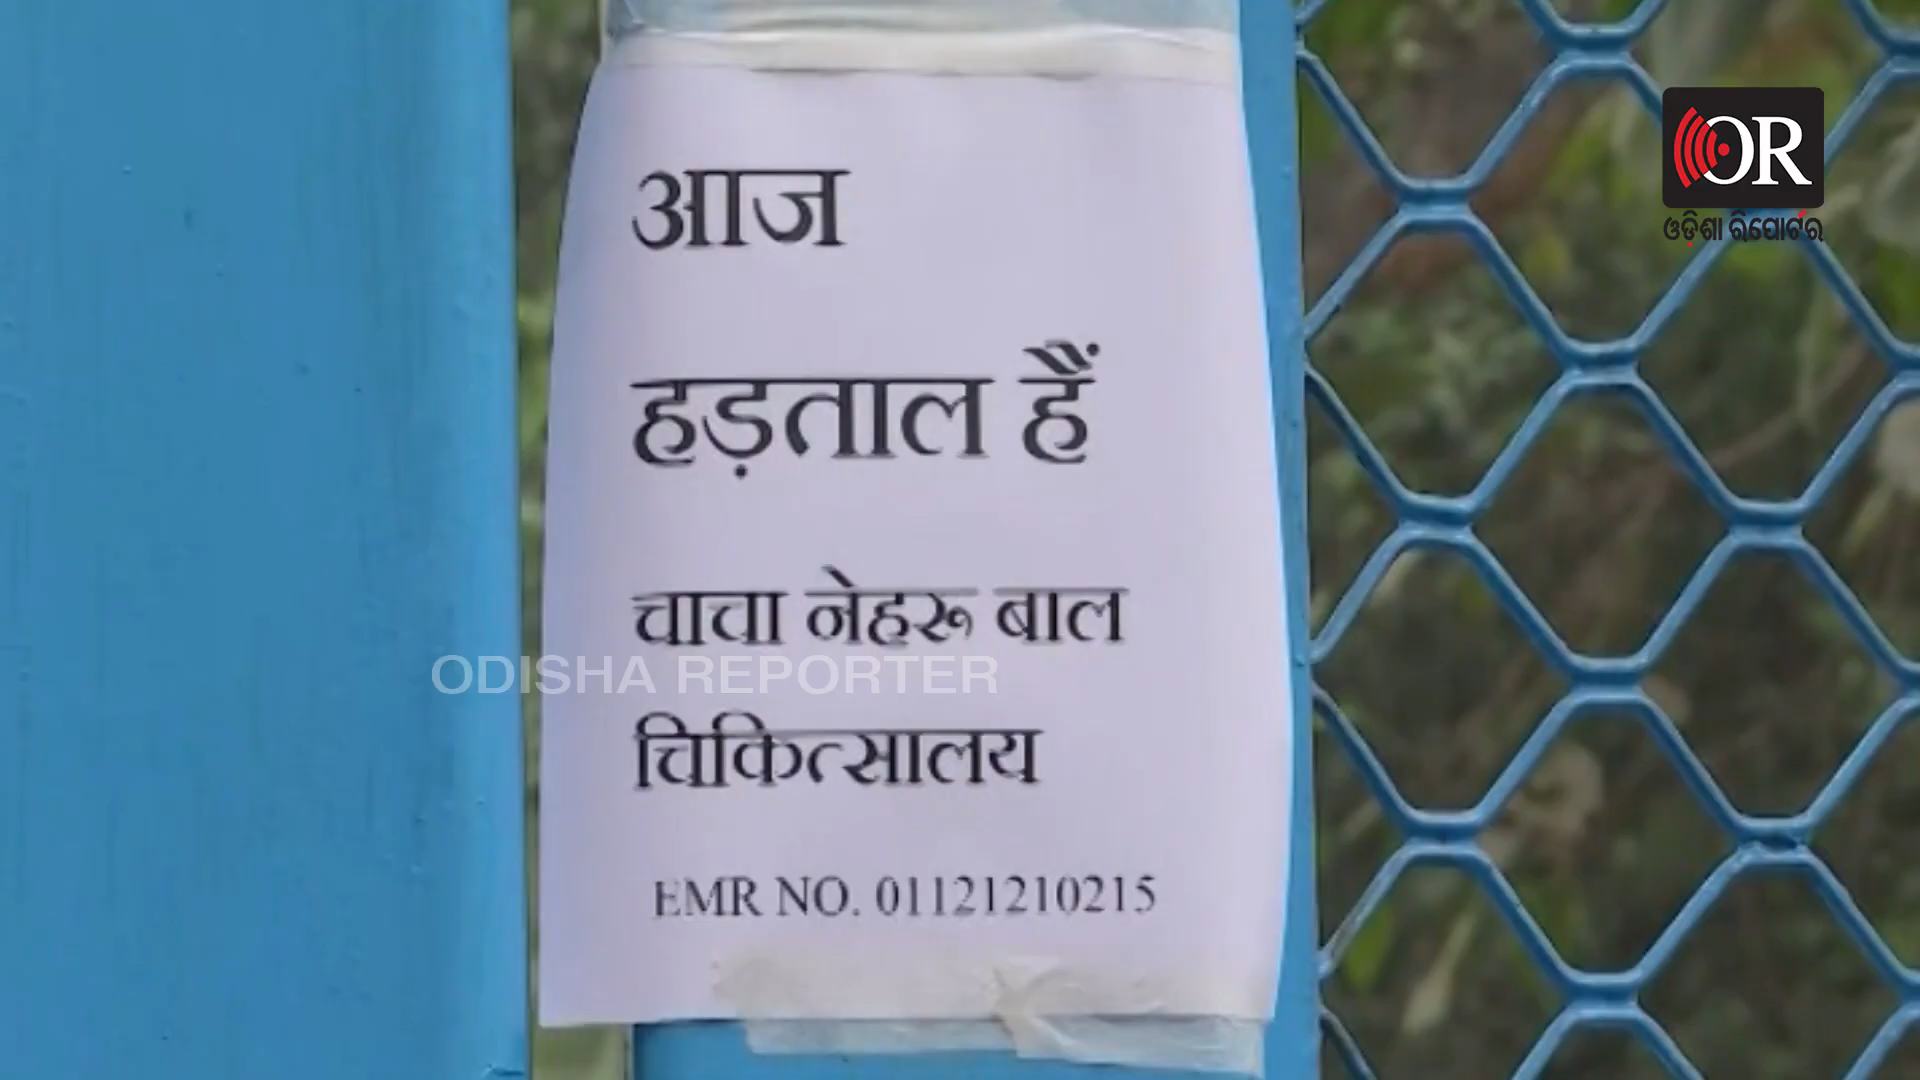 आज
हड़ताल हैं
चाचा नेहरू बाल
चिकित्सालय
EMR NO. 01121210215
ODISHA REPORTER
OR
ଓଡ଼ିଶା ରିପୋର୍ଟର